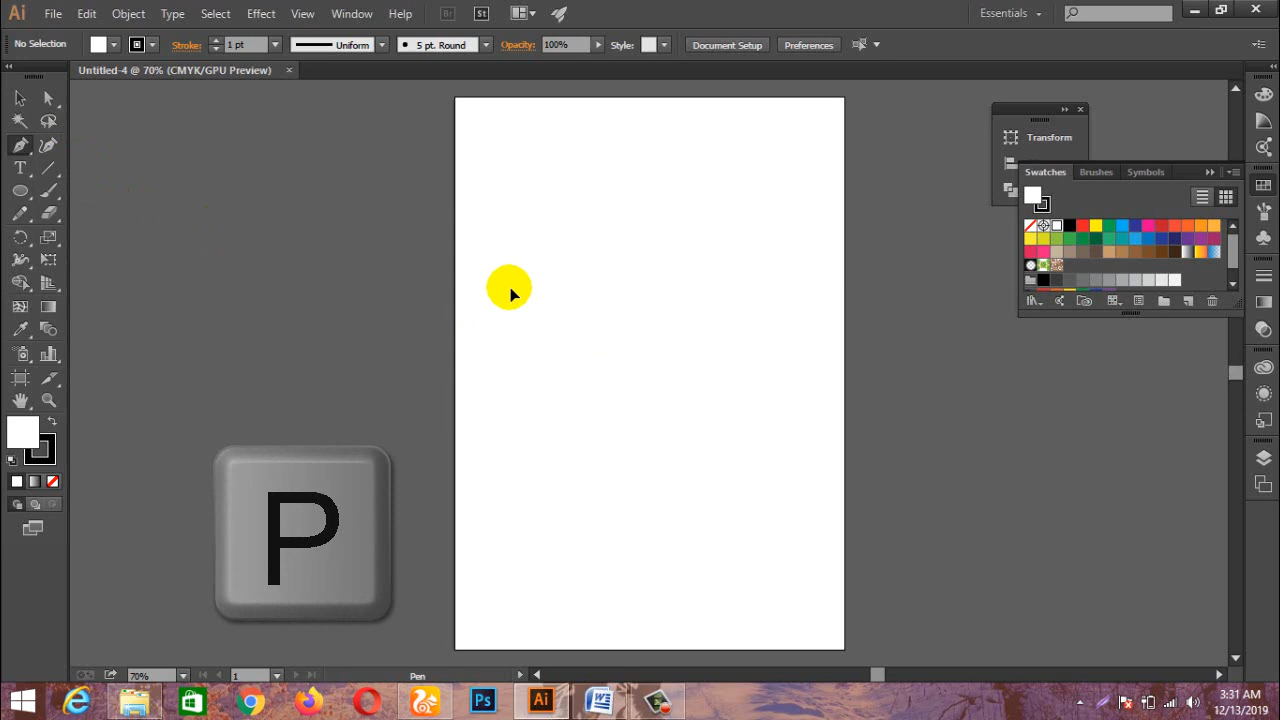 Ai File Edit Object Type Select Effect View Window Help Br St Essentials
No Selection Stroke: 1 pt Uniform 5 pt. Round Opacity: 100% Style: Document Setup Preferences
Untitled-4 @ 70% (CMYK/GPU Preview)
Transform
Swatches Brushes Symbols
T
P
70% 1 Pen
Ps Ai
3:31 AM
12/13/2019